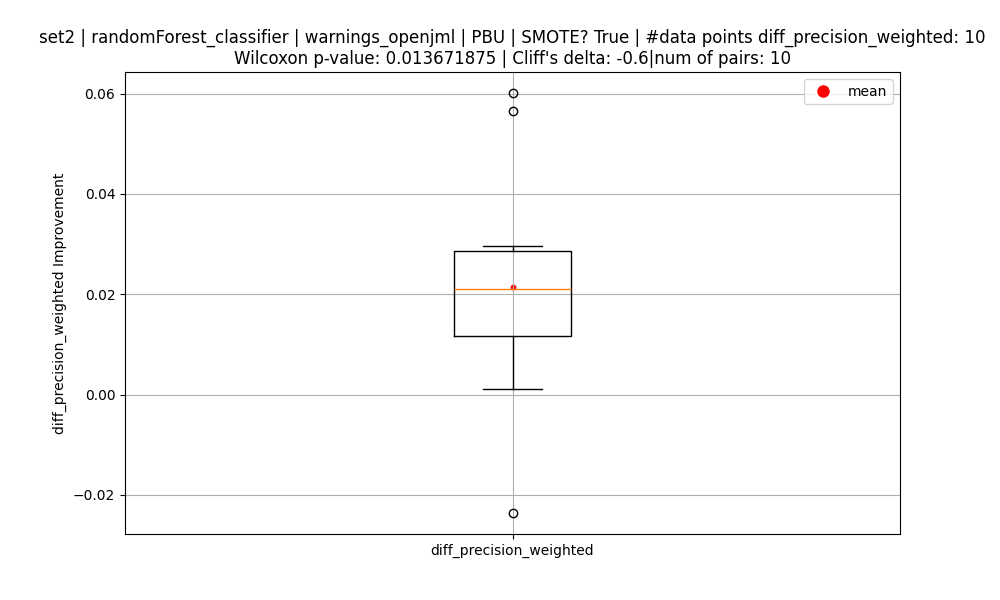 set2 | randomForest_classifier | warnings_openjml | PBU | SMOTE? True | #data points diff_precision_weighted: 10
Wilcoxon p-value: 0.013671875 | Cliff's delta: -0.6|num of pairs: 10
mean
0.06
0.04
0.02
0.00
−0.02
diff_precision_weighted Improvement
diff_precision_weighted